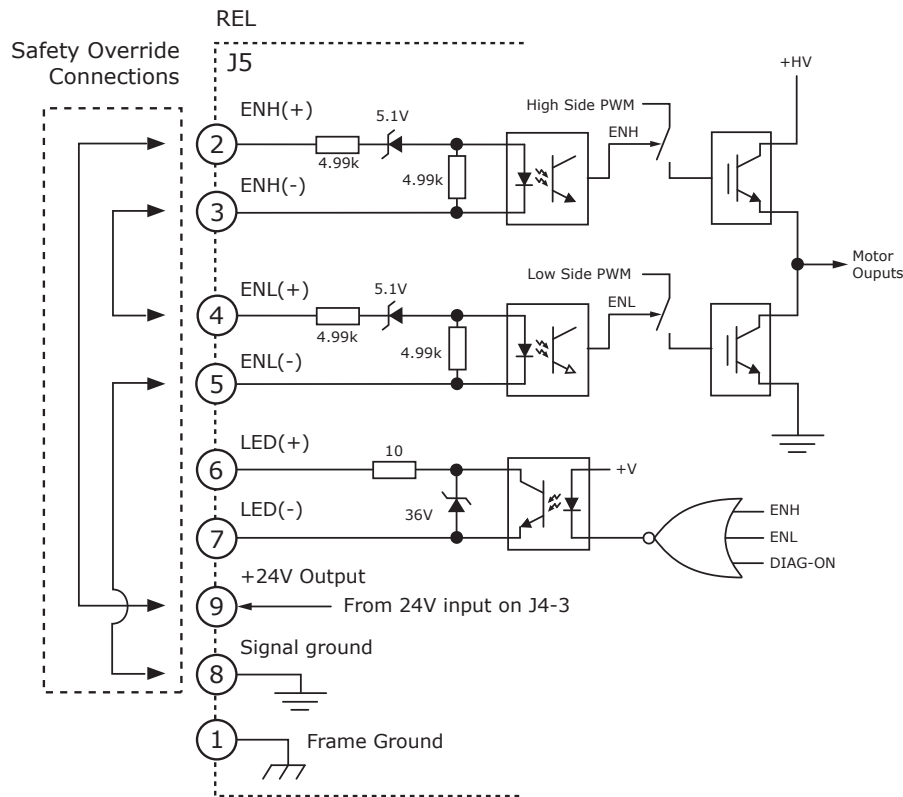 REL
Safety Override
Connections
J5
+HV
ENH(+)
5.1V
High Side PWM
ENH
2
4.99k
4.99k
ENH(-)
3
Motor
Ouputs
ENL(+)
5.1V
Low Side PWM
ENL
4
4.99k
4.99k
ENL(-)
5
LED(+)
10
6
+V
36V
LED(-)
7
ENH
ENL
DIAG-ON
+24V Output
9
From 24V input on J4-3
Signal ground
8
1
Frame Ground